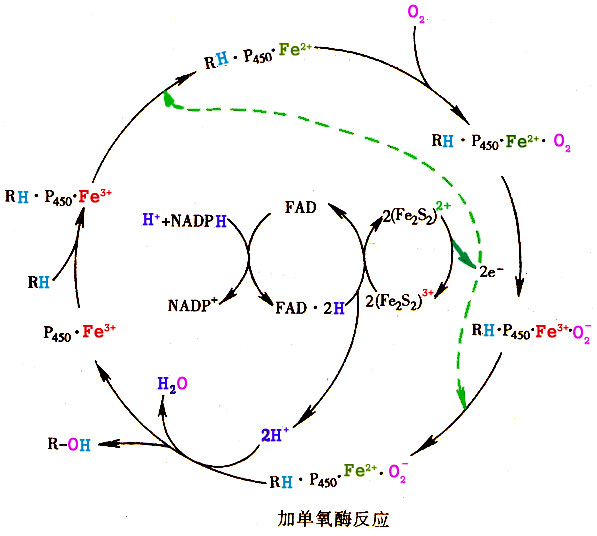 O₂
RH · P₄₅₀ · Fe²⁺
RH · P₄₅₀ · Fe²⁺ · O₂
RH · P₄₅₀ · Fe³⁺
H⁺+NADPH
FAD
2(Fe₂S₂)²⁺
2e⁻
RH
NADP⁺
FAD · 2H
2(Fe₂S₂)³⁺
P₄₅₀ · Fe³⁺
RH · P₄₅₀ · Fe³⁺ · O₂⁻
H₂O
R-OH
2H⁺
RH · P₄₅₀ · Fe²⁺ · O₂⁻
加单氧酶反应